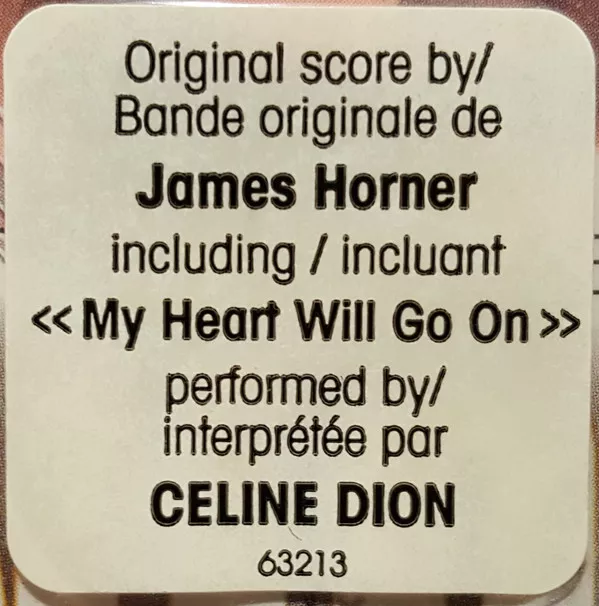 Original score by/
Bande originale de
James Horner
including / incluant
<< My Heart Will Go On >>
performed by/
interprétée par
CELINE DION
63213